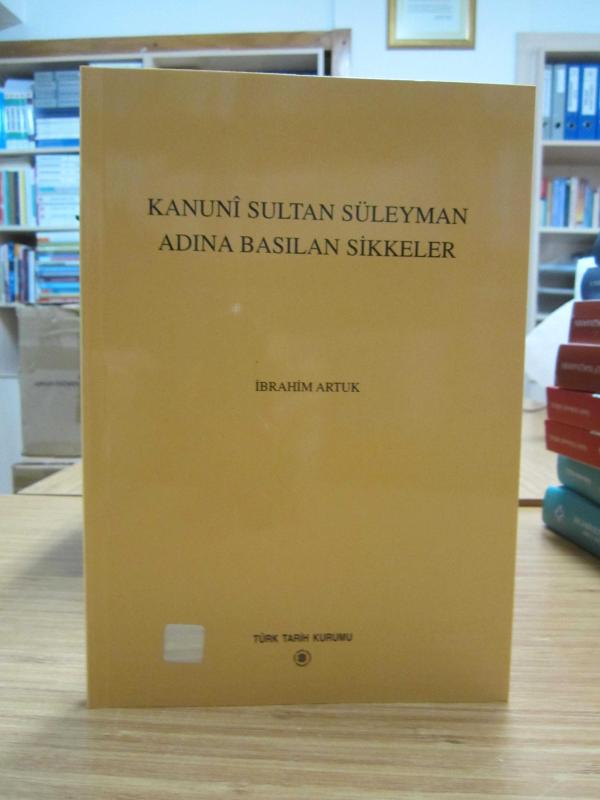 KANUNÎ SULTAN SÜLEYMAN
ADINA BASILAN SİKKELER
İBRAHİM ARTUK
TÜRK TARİH KURUMU